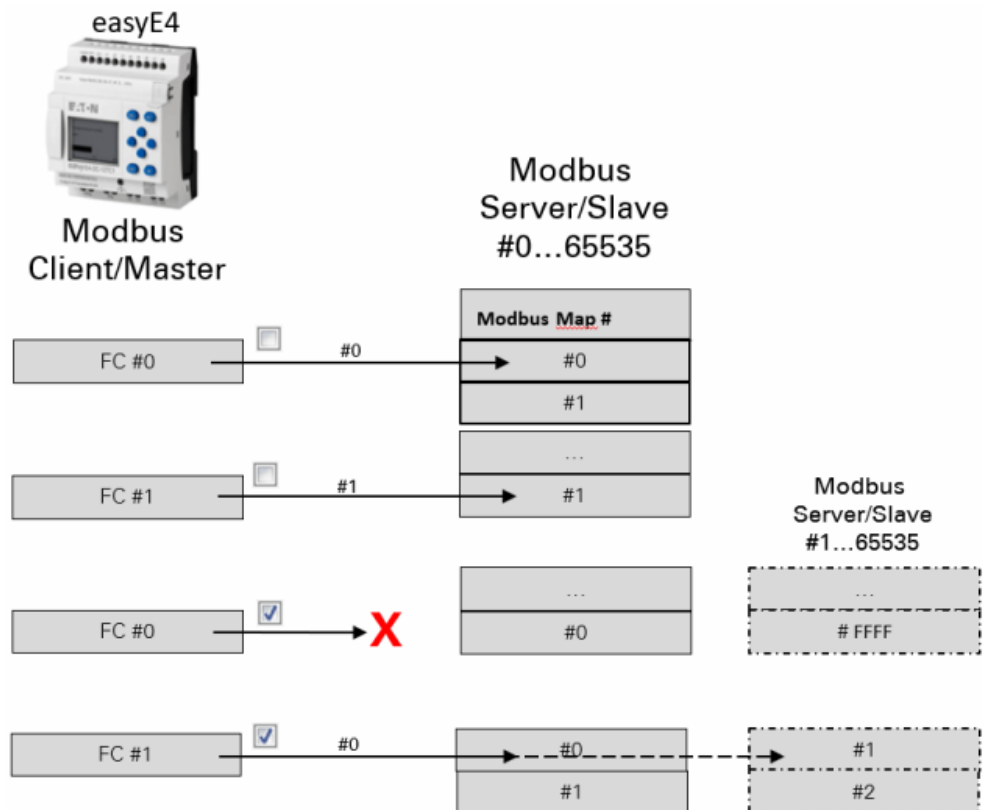 easyE4
EATON
Modbus
Client/Master
Modbus
Server/Slave
#0...65535
Modbus Map #
FC #0
#0
#0
#1
...
FC #1
#1
#1
Modbus
Server/Slave
#1...65535
...
...
FC #0
X
#0
# FFFF
FC #1
#0
#0
#1
#1
#2